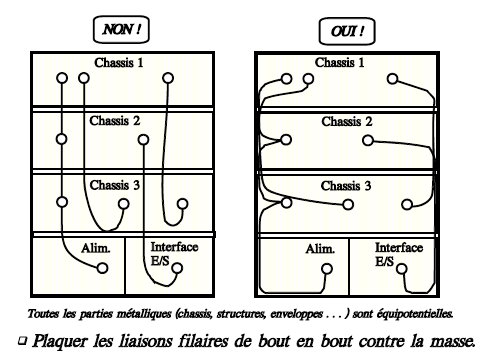 NON !
OUI !
Chassis 1
Chassis 1
Chassis 2
Chassis 2
Chassis 3
Chassis 3
Alim.
Interface
E/S
Alim.
Interface
E/S
Toutes les parties métalliques (chassis, structures, enveloppes . . . ) sont équipotentielles.
❑ Plaquer les liaisons filaires de bout en bout contre la masse.